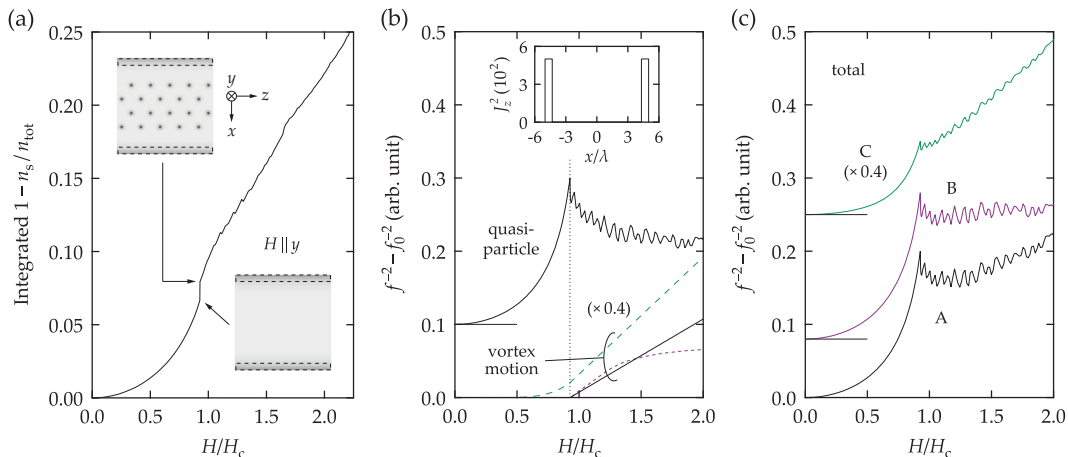 (a)
0.25
0.20
0.15
0.10
0.05
0.00
Integrated 1 − n_s / n_tot
y
z
x
H ∥ y
0.0 0.5 1.0 1.5 2.0
H/H_c
(b)
0.5
0.4
0.3
0.2
0.1
0.0
f^−2 − f_0^−2 (arb. unit)
6
3
0
J_z^2 (10^2)
-6 -3 0 3 6
x/λ
quasi-
particle
(× 0.4)
vortex
motion
0.0 0.5 1.0 1.5 2.0
H/H_c
(c)
0.5
0.4
0.3
0.2
0.1
0.0
f^−2 − f_0^−2 (arb. unit)
total
C
(× 0.4)
B
A
0.0 0.5 1.0 1.5 2.0
H/H_c